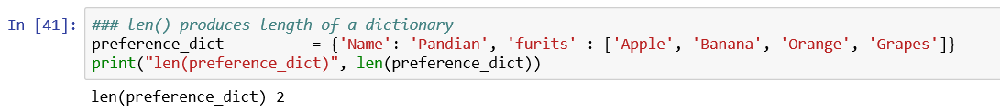 In [41]: ### len() produces length of a dictionary
preference_dict = {'Name': 'Pandian', 'furits' : ['Apple', 'Banana', 'Orange', 'Grapes']}
print("len(preference_dict)", len(preference_dict))
len(preference_dict) 2